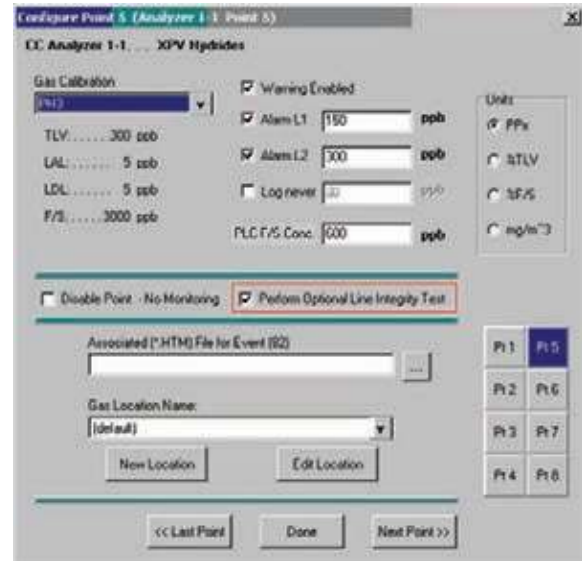 Configure Point 5 (Analyzer 1-1 Point 5)
CC Analyzer 1-1.... XPV Hydrides
Gas Calibration
PH3
TLV.......300 ppb
LAL....... 5 ppb
LDL....... 5 ppb
F/S.......3000 ppb
Warning Enabled
Alarm L1 150 ppb
Alarm L2 300 ppb
Log never ppb
PLC F/S Conc. 600 ppb
Units
PPx
%TLV
%F/S
mg/m^3
Disable Point - No Monitoring
Perform Optional Line Integrity Test
Associated (*.HTM) File for Event (82)
...
Gas Location Name:
(default)
New Location
Edit Location
Pt 1 Pt 5
Pt 2 Pt 6
Pt 3 Pt 7
Pt 4 Pt 8
<< Last Point
Done
Next Point >>